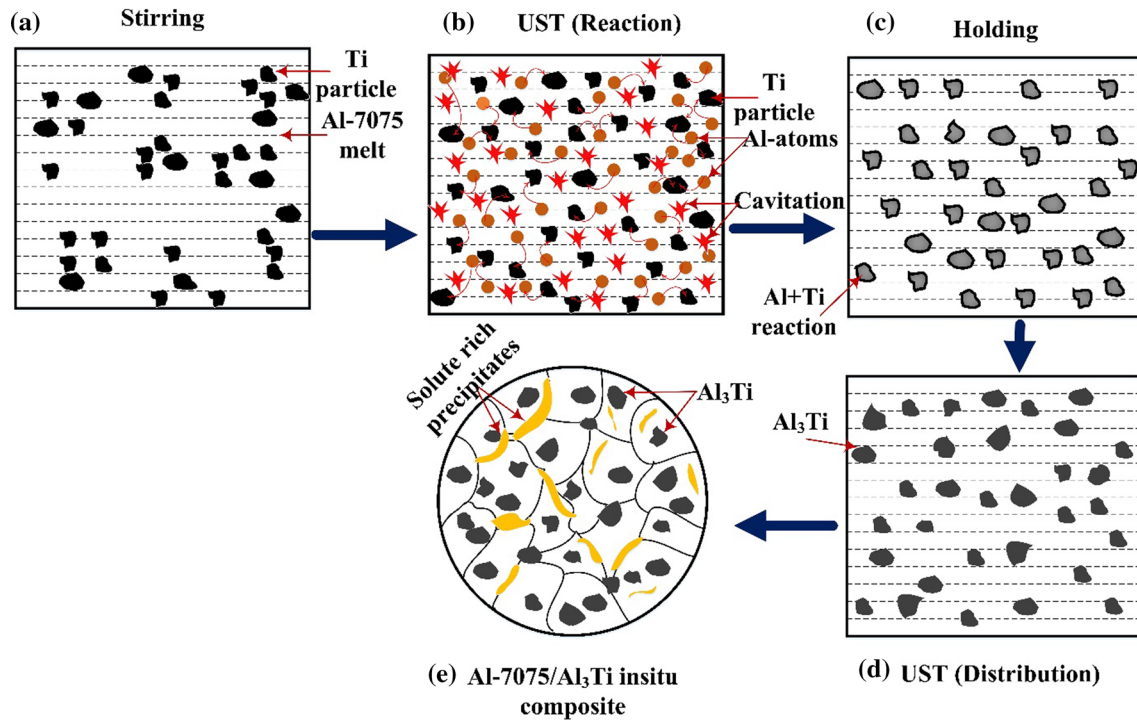 (a)
Stirring
Ti
particle
Al-7075
melt
(b)
UST (Reaction)
Ti
particle
Al-atoms
Cavitation
(c)
Holding
Al+Ti
reaction
Al₃Ti
(d)
UST (Distribution)
Solute rich
precipitates
Al₃Ti
(e)
Al-7075/Al₃Ti insitu
composite